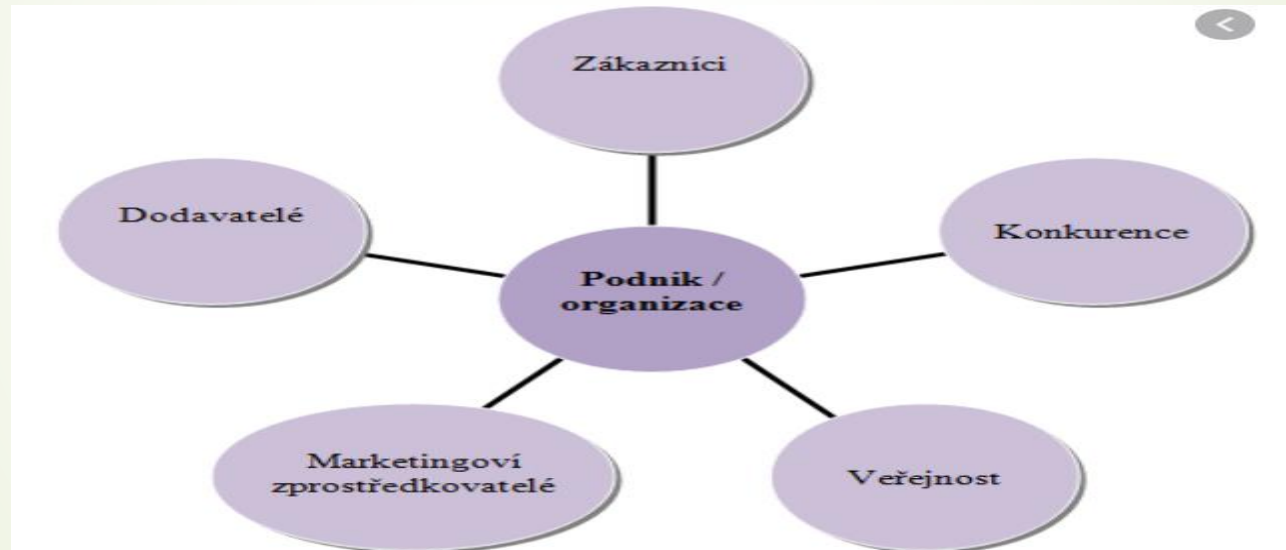 Zákazníci
Dodavatelé
Konkurence
Podnik /
organizace
Marketingoví
zprostředkovatelé
Veřejnost